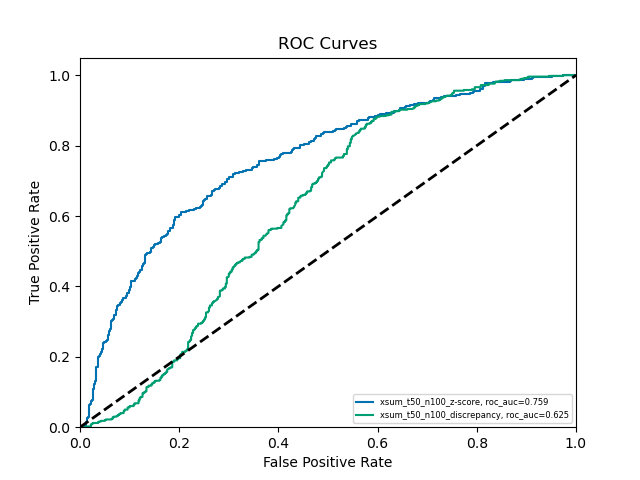 ROC Curves
True Positive Rate
1.0
0.8
0.6
0.4
0.2
0.0
xsum_t50_n100_z-score, roc_auc=0.759
xsum_t50_n100_discrepancy, roc_auc=0.625
0.0 0.2 0.4 0.6 0.8 1.0
False Positive Rate